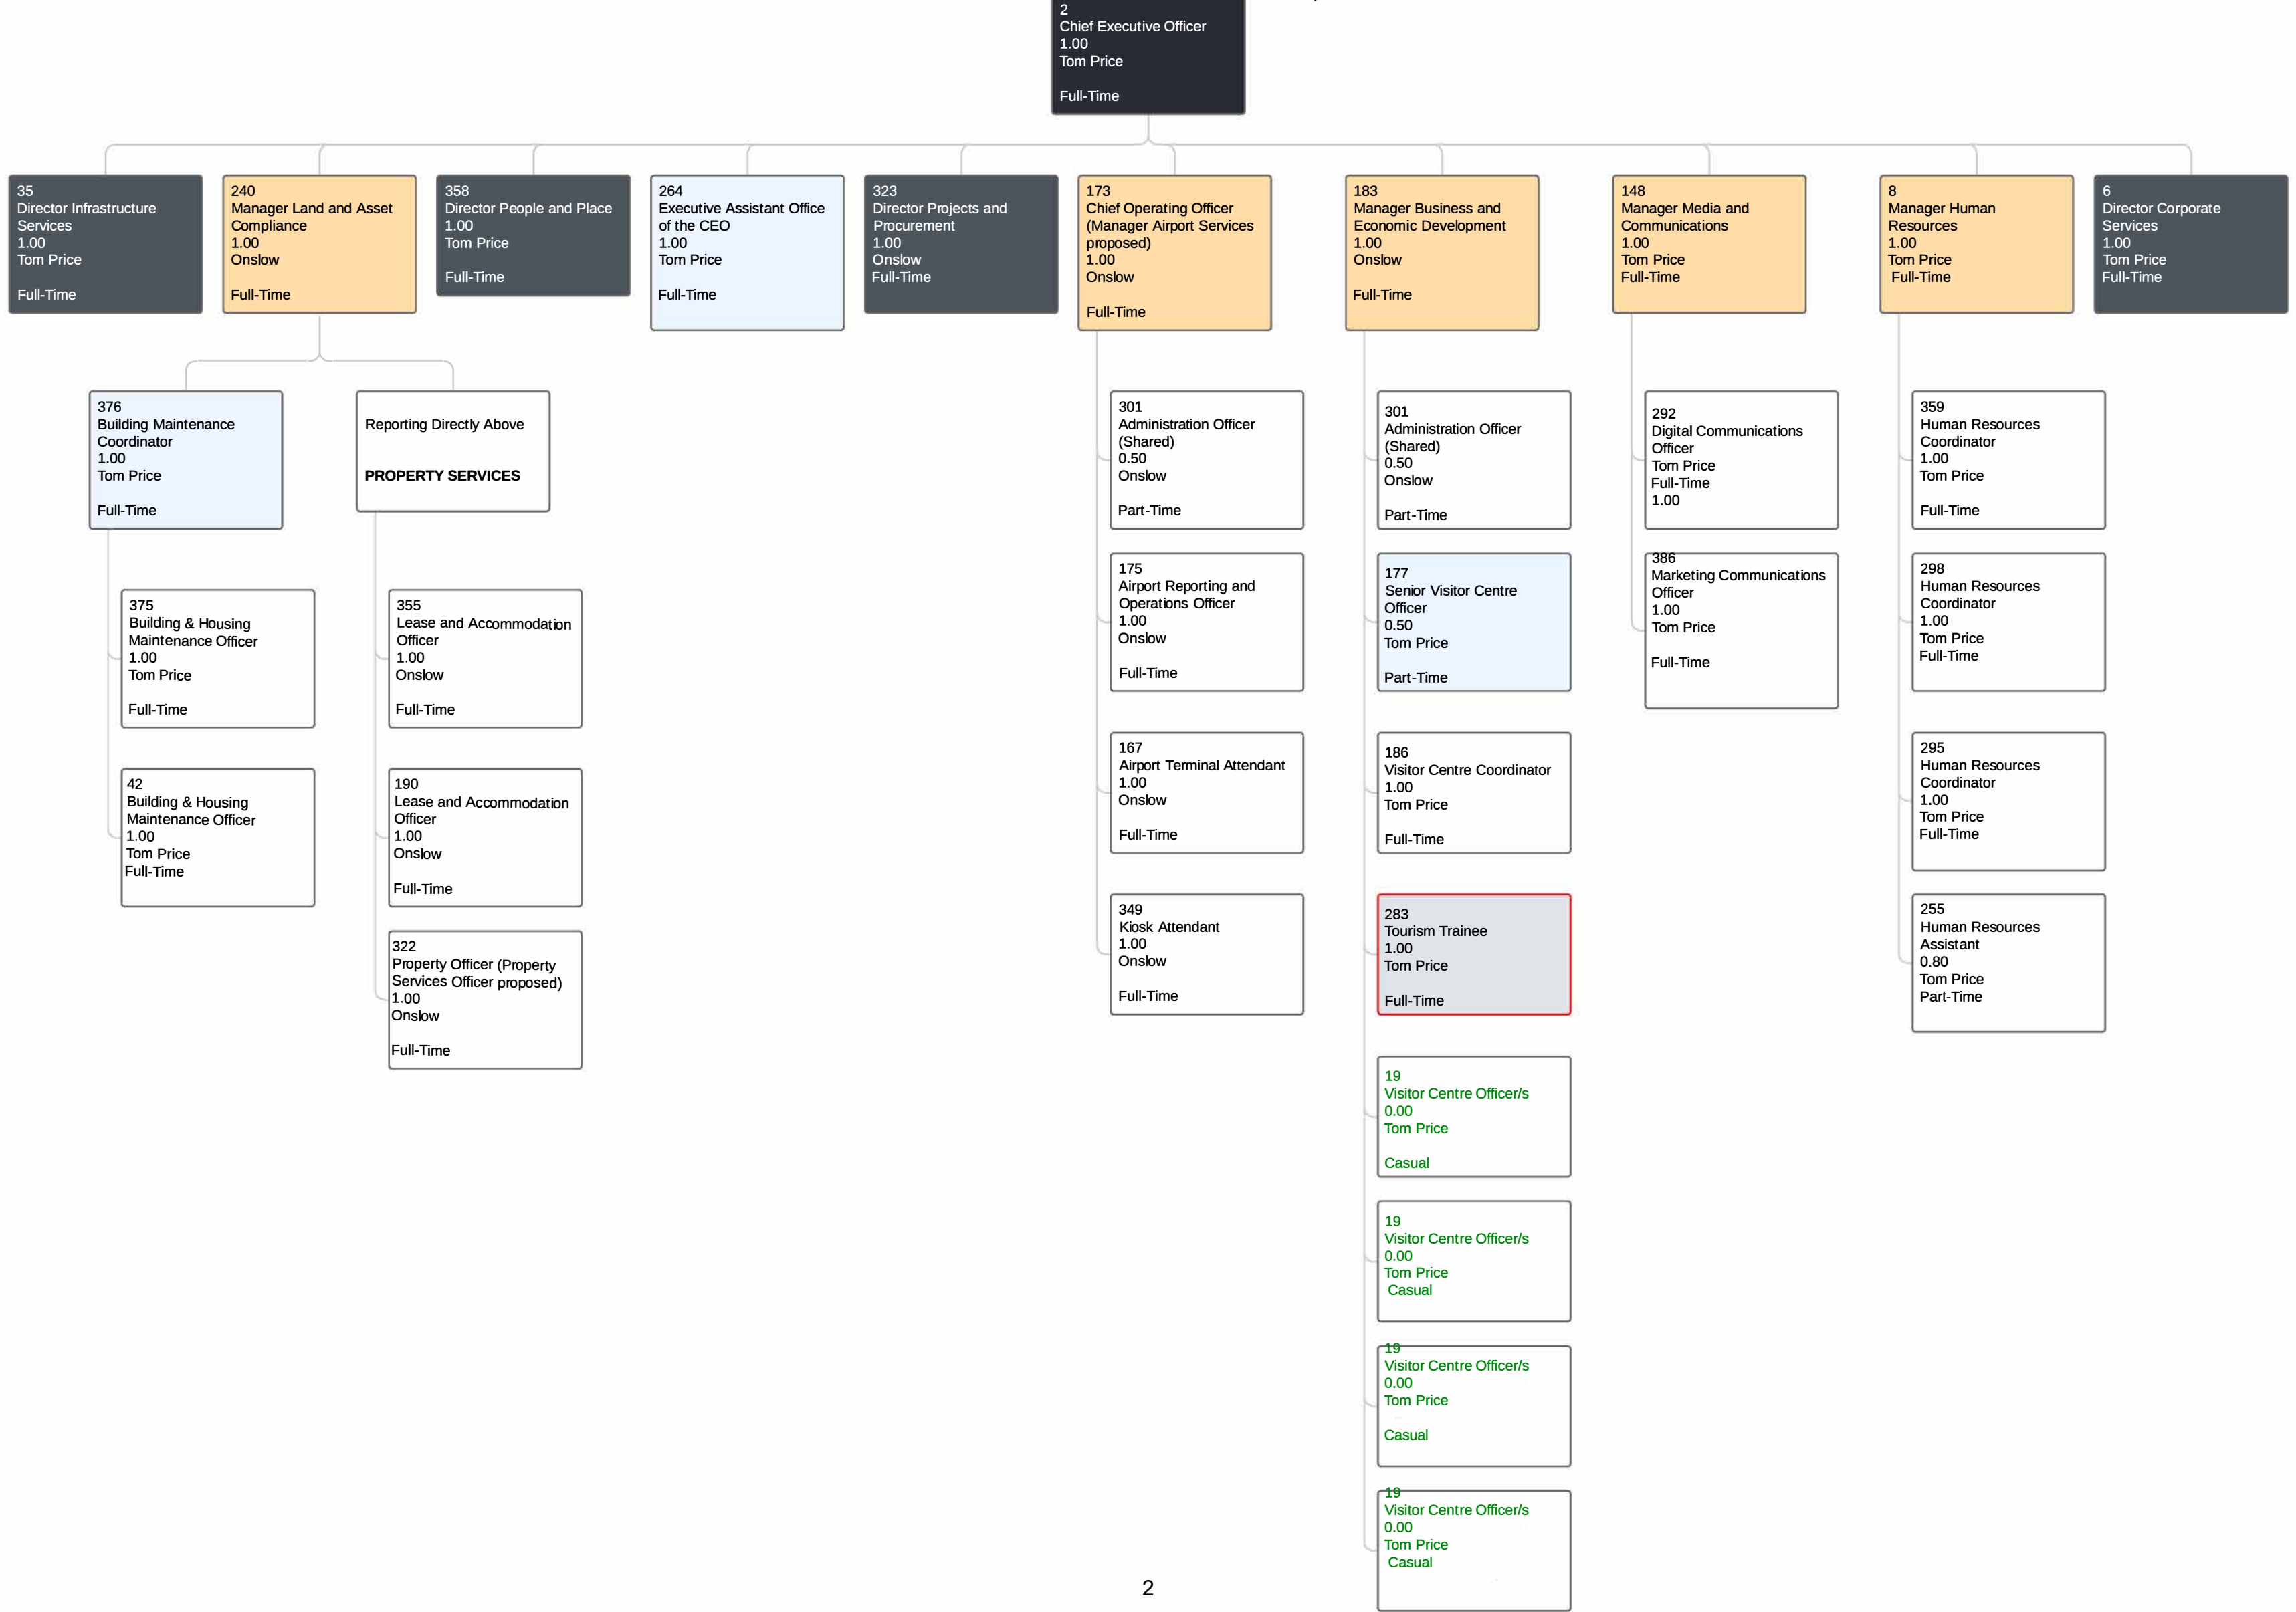 2
Chief Executive Officer
1.00
Tom Price
Full-Time
35
Director Infrastructure
Services
1.00
Tom Price
Full-Time
240
Manager Land and Asset
Compliance
1.00
Onslow
Full-Time
358
Director People and Place
1.00
Tom Price
Full-Time
264
Executive Assistant Office
of the CEO
1.00
Tom Price
Full-Time
323
Director Projects and
Procurement
1.00
Onslow
Full-Time
173
Chief Operating Officer
(Manager Airport Services
proposed)
1.00
Onslow
Full-Time
183
Manager Business and
Economic Development
1.00
Onslow
Full-Time
148
Manager Media and
Communications
1.00
Tom Price
Full-Time
8
Manager Human
Resources
1.00
Tom Price
Full-Time
6
Director Corporate
Services
1.00
Tom Price
Full-Time
376
Building Maintenance
Coordinator
1.00
Tom Price
Full-Time
Reporting Directly Above
PROPERTY SERVICES
375
Building & Housing
Maintenance Officer
1.00
Tom Price
Full-Time
42
Building & Housing
Maintenance Officer
1.00
Tom Price
Full-Time
355
Lease and Accommodation
Officer
1.00
Onslow
Full-Time
190
Lease and Accommodation
Officer
1.00
Onslow
Full-Time
322
Property Officer (Property
Services Officer proposed)
1.00
Onslow
Full-Time
301
Administration Officer
(Shared)
0.50
Onslow
Part-Time
175
Airport Reporting and
Operations Officer
1.00
Onslow
Full-Time
167
Airport Terminal Attendant
1.00
Onslow
Full-Time
349
Kiosk Attendant
1.00
Onslow
Full-Time
301
Administration Officer
(Shared)
0.50
Onslow
Part-Time
177
Senior Visitor Centre
Officer
0.50
Tom Price
Part-Time
186
Visitor Centre Coordinator
1.00
Tom Price
Full-Time
283
Tourism Trainee
1.00
Tom Price
Full-Time
19
Visitor Centre Officer/s
0.00
Tom Price
Casual
19
Visitor Centre Officer/s
0.00
Tom Price
Casual
19
Visitor Centre Officer/s
0.00
Tom Price
Casual
19
Visitor Centre Officer/s
0.00
Tom Price
Casual
292
Digital Communications
Officer
Tom Price
Full-Time
1.00
386
Marketing Communications
Officer
1.00
Tom Price
Full-Time
359
Human Resources
Coordinator
1.00
Tom Price
Full-Time
298
Human Resources
Coordinator
1.00
Tom Price
Full-Time
295
Human Resources
Coordinator
1.00
Tom Price
Full-Time
255
Human Resources
Assistant
0.80
Tom Price
Part-Time
2